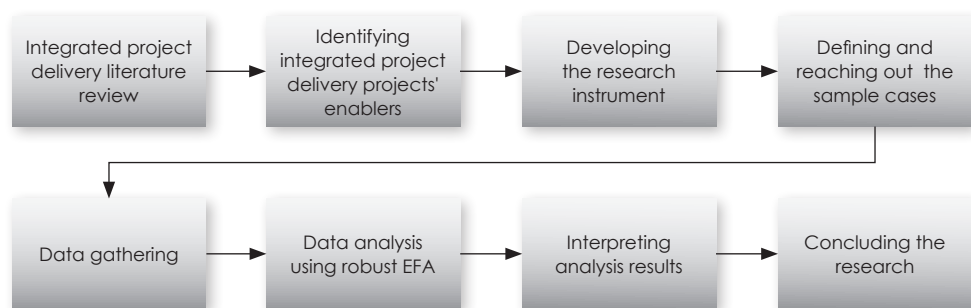 Integrated project
delivery literature
review
Identifying
integrated project
delivery projects'
enablers
Developing
the research
instrument
Defining and
reaching out the
sample cases
Data gathering
Data analysis
using robust EFA
Interpreting
analysis results
Concluding the
research